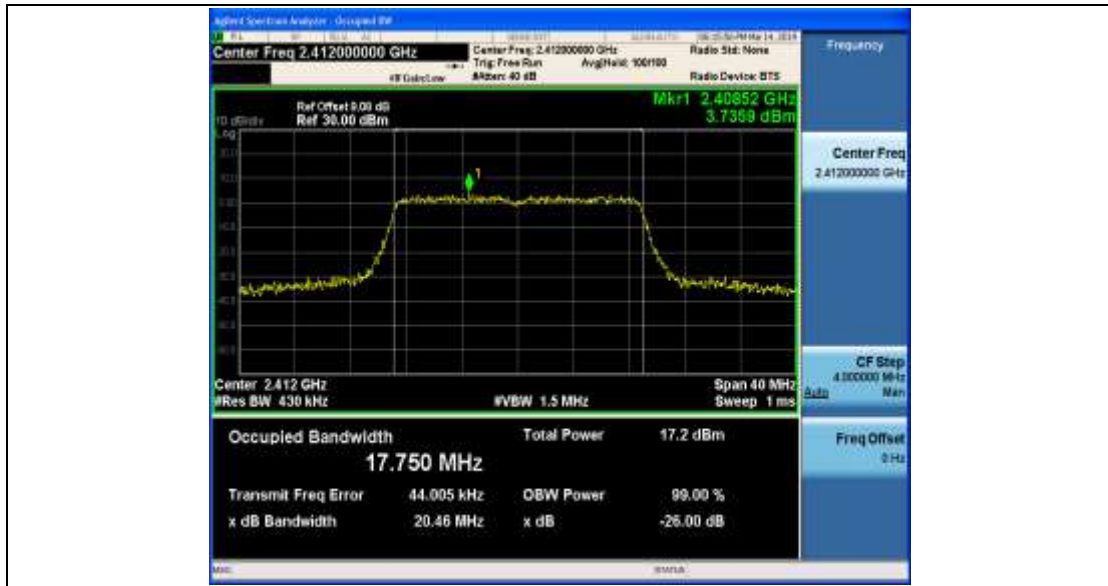 Agilent Spectrum Analyzer - Occupied BW
Center Freq 2.412000000 GHz
Center Freq: 2.412000000 GHz
Radio Std: None
Trig: Free Run
Avg|Hold: 100/100
#IFGain:Low
#Atten: 40 dB
Radio Device: BTS
Frequency
Mkr1 2.40852 GHz
3.7359 dBm
Ref Offset 9.00 dB
10 dB/div
Ref 30.00 dBm
Log
1
Center 2.412 GHz
Span 40 MHz
#Res BW 430 kHz
#VBW 1.5 MHz
Sweep 1 ms
Occupied Bandwidth
17.750 MHz
Total Power
17.2 dBm
Transmit Freq Error
44.005 kHz
OBW Power
99.00 %
x dB Bandwidth
20.46 MHz
x dB
-26.00 dB
Center Freq
2.412000000 GHz
CF Step
4.000000 MHz
Auto
Man
Freq Offset
0 Hz
MSG
STATUS